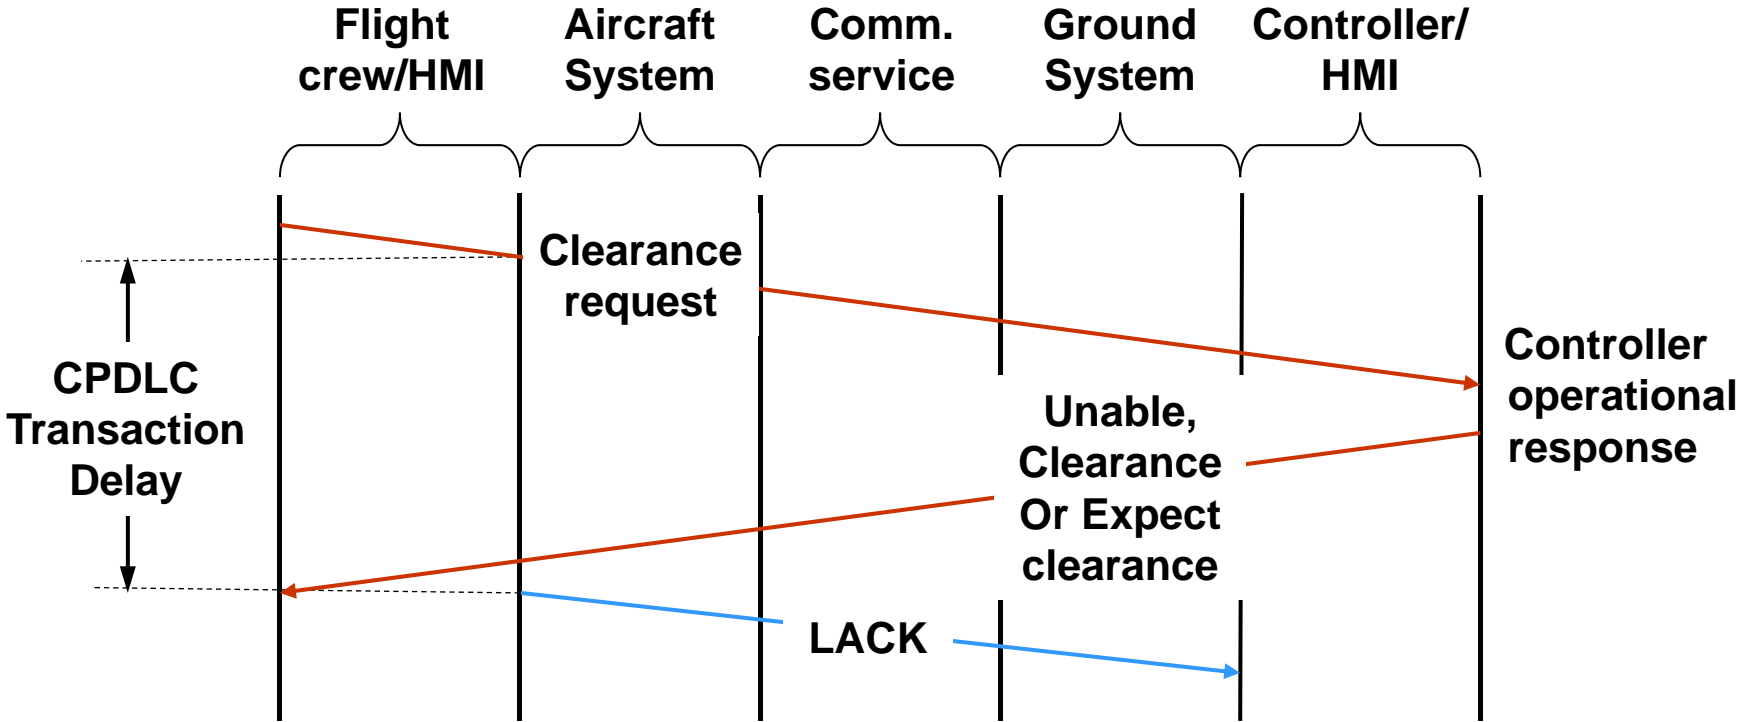 Flight
crew/HMI
Aircraft
System
Comm.
service
Ground
System
Controller/
HMI
Clearance
request
CPDLC
Transaction
Delay
Controller
operational
response
Unable,
Clearance
Or Expect
clearance
LACK